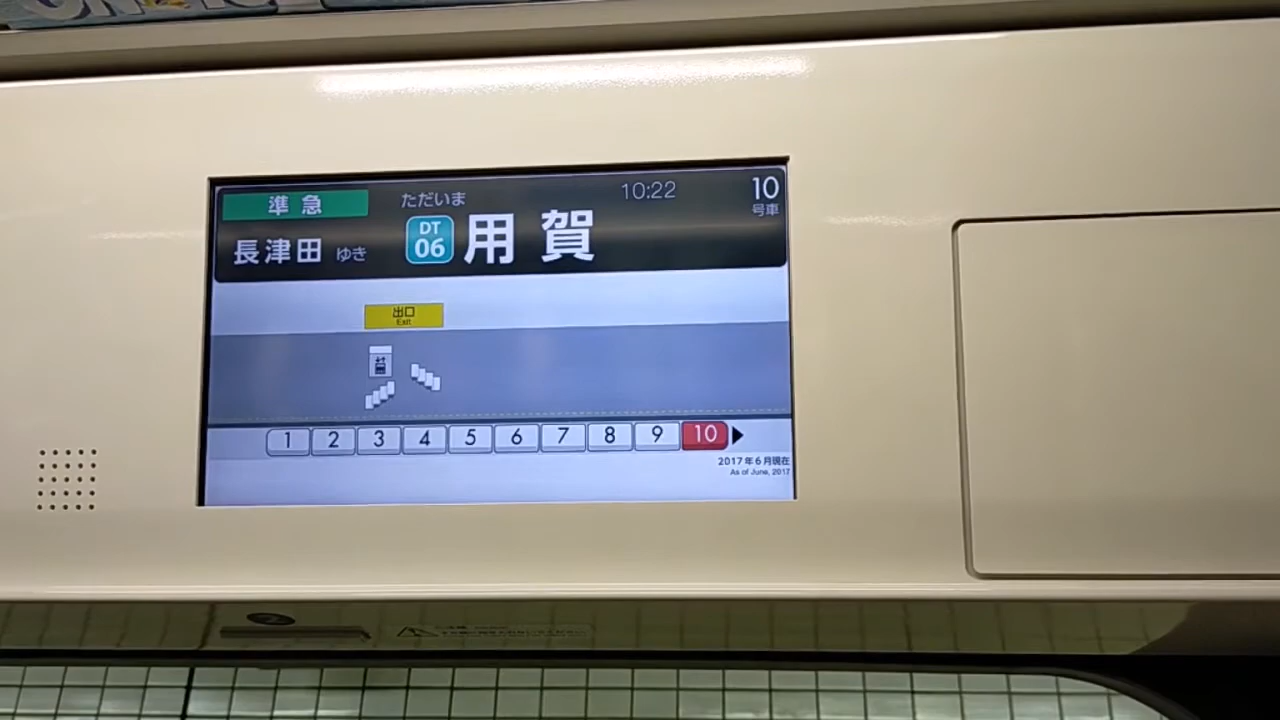 準急
ただいま
10:22
10
号車
長津田 ゆき
DT
06
用賀
出口
Exit
1 2 3 4 5 6 7 8 9 10
2017年6月現在
As of June, 2017